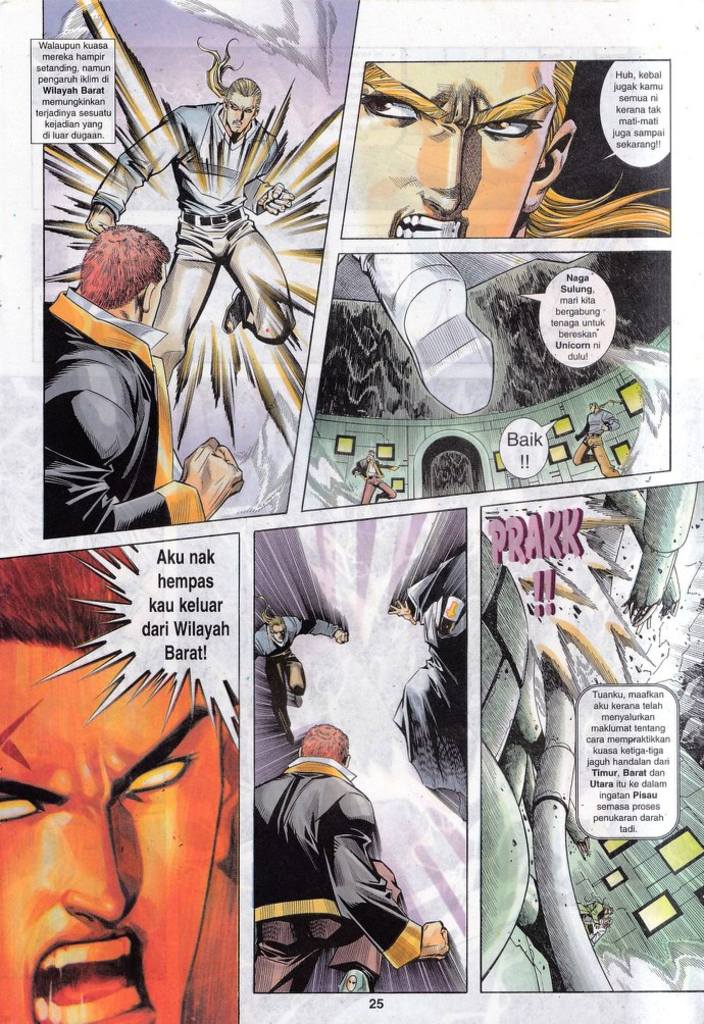 Walaupun kuasa
mereka hampir
setanding, namun
pengaruh iklim di
Wilayah Barat
memungkinkan
terjadinya sesuatu
kejadian yang
di luar dugaan.
Huh, kebal
jugak kamu
semua ni
kerana tak
mati-mati
juga sampai
sekarang!!
Naga
Sulung,
mari kita
bergabung
tenaga untuk
bereskan
Unicorn ni
dulu!
Baik
!!
Aku nak
hempas
kau keluar
dari Wilayah
Barat!
1
PRAKK
!!
Tuanku, maafkan
aku kerana telah
menyalurkan
maklumat tentang
cara mempraktikkan
kuasa ketiga-tiga
jaguh handalan dari
Timur, Barat dan
Utara itu ke dalam
ingatan Pisau
semasa proses
penukaran darah
tadi.
25